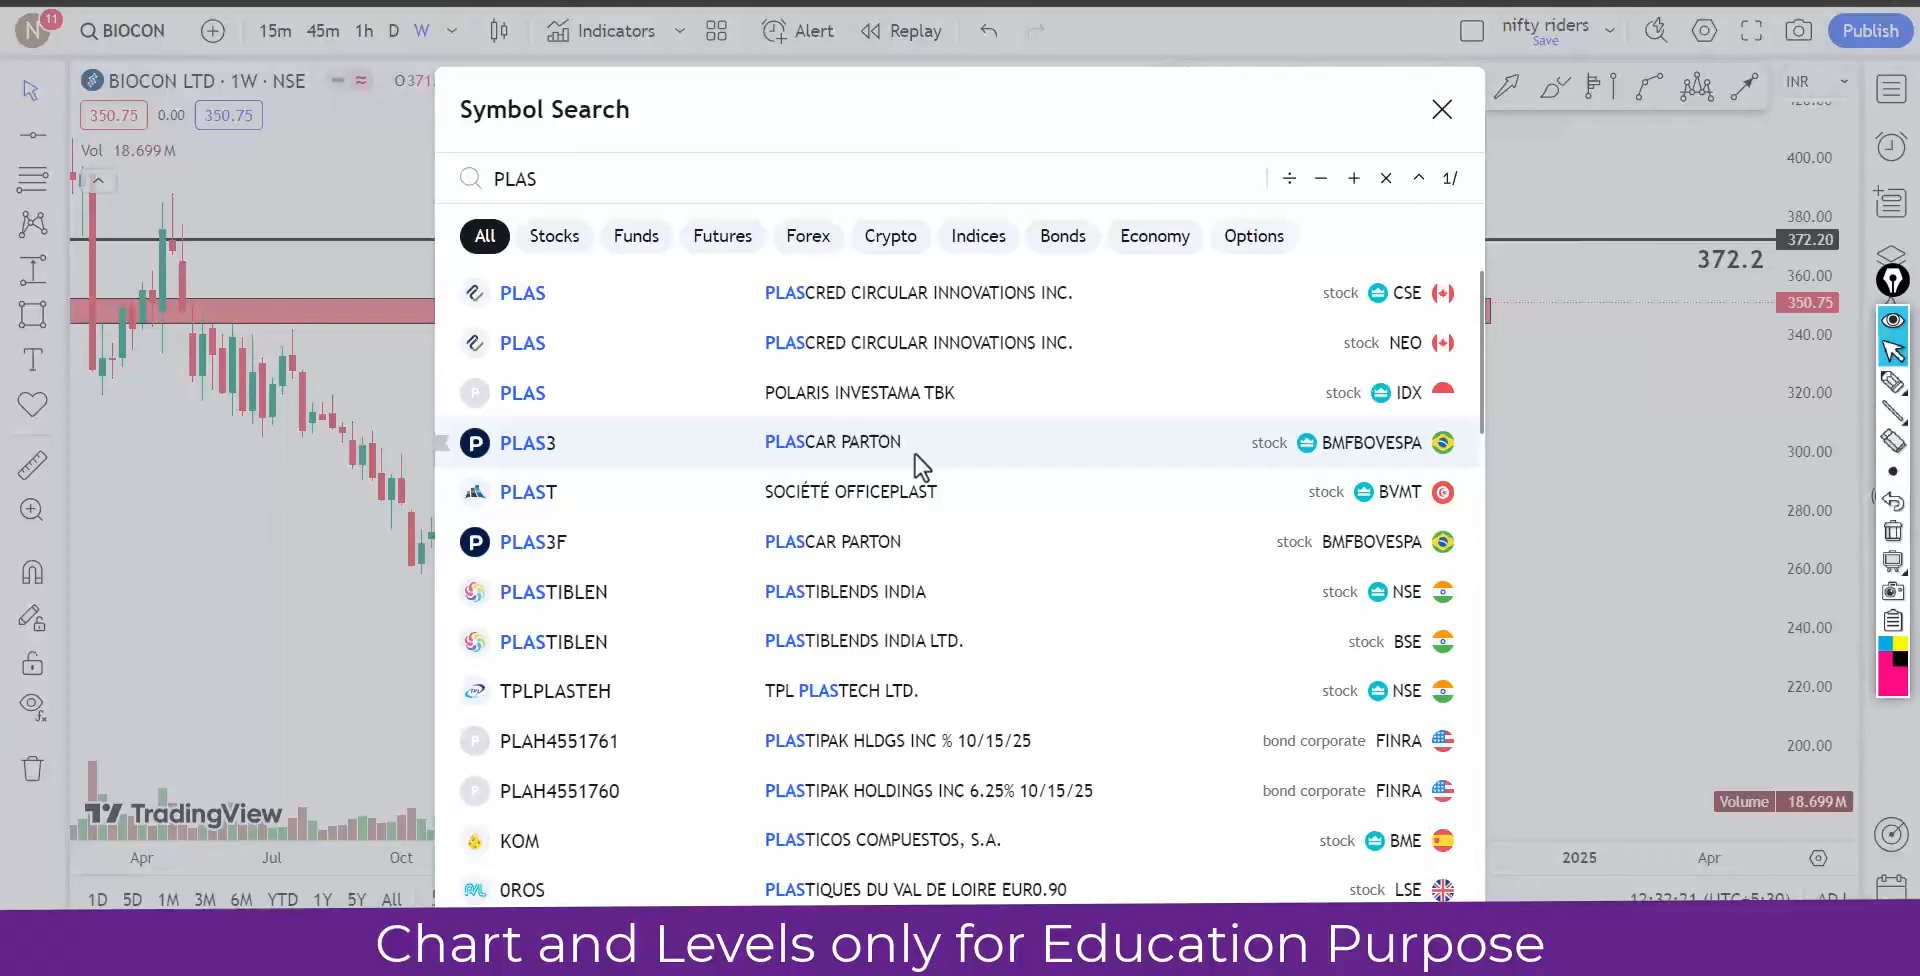 N 11 BIOCON 15m 45m 1h D W Indicators Alert Replay nifty riders Save Publish
BIOCON LTD · 1W · NSE O371.
350.75 0.00 350.75
Vol 18.699 M
INR
400.00
380.00
372.20
372.2
360.00
350.75
340.00
320.00
300.00
280.00
260.00
240.00
220.00
200.00
Volume 18.699 M
Symbol Search
PLAS ÷ − + × ^ 1/
All Stocks Funds Futures Forex Crypto Indices Bonds Economy Options
PLAS PLASCRED CIRCULAR INNOVATIONS INC. stock CSE
PLAS PLASCRED CIRCULAR INNOVATIONS INC. stock NEO
P PLAS POLARIS INVESTAMA TBK stock IDX
P PLAS3 PLASCAR PARTON stock BMFBOVESPA
PLAST SOCIÉTÉ OFFICEPLAST stock BVMT
P PLAS3F PLASCAR PARTON stock BMFBOVESPA
PLASTIBLEN PLASTIBLENDS INDIA stock NSE
PLASTIBLEN PLASTIBLENDS INDIA LTD. stock BSE
TPL TPLPLASTEH TPL PLASTECH LTD. stock NSE
P PLAH4551761 PLASTIPAK HLDGS INC % 10/15/25 bond corporate FINRA
P PLAH4551760 PLASTIPAK HOLDINGS INC 6.25% 10/15/25 bond corporate FINRA
KOM PLASTICOS COMPUESTOS, S.A. stock BME
0ROS PLASTIQUES DU VAL DE LOIRE EUR0.90 stock LSE
TradingView
Apr Jul Oct 2025 Apr
1D 5D 1M 3M 6M YTD 1Y 5Y All
Chart and Levels only for Education Purpose